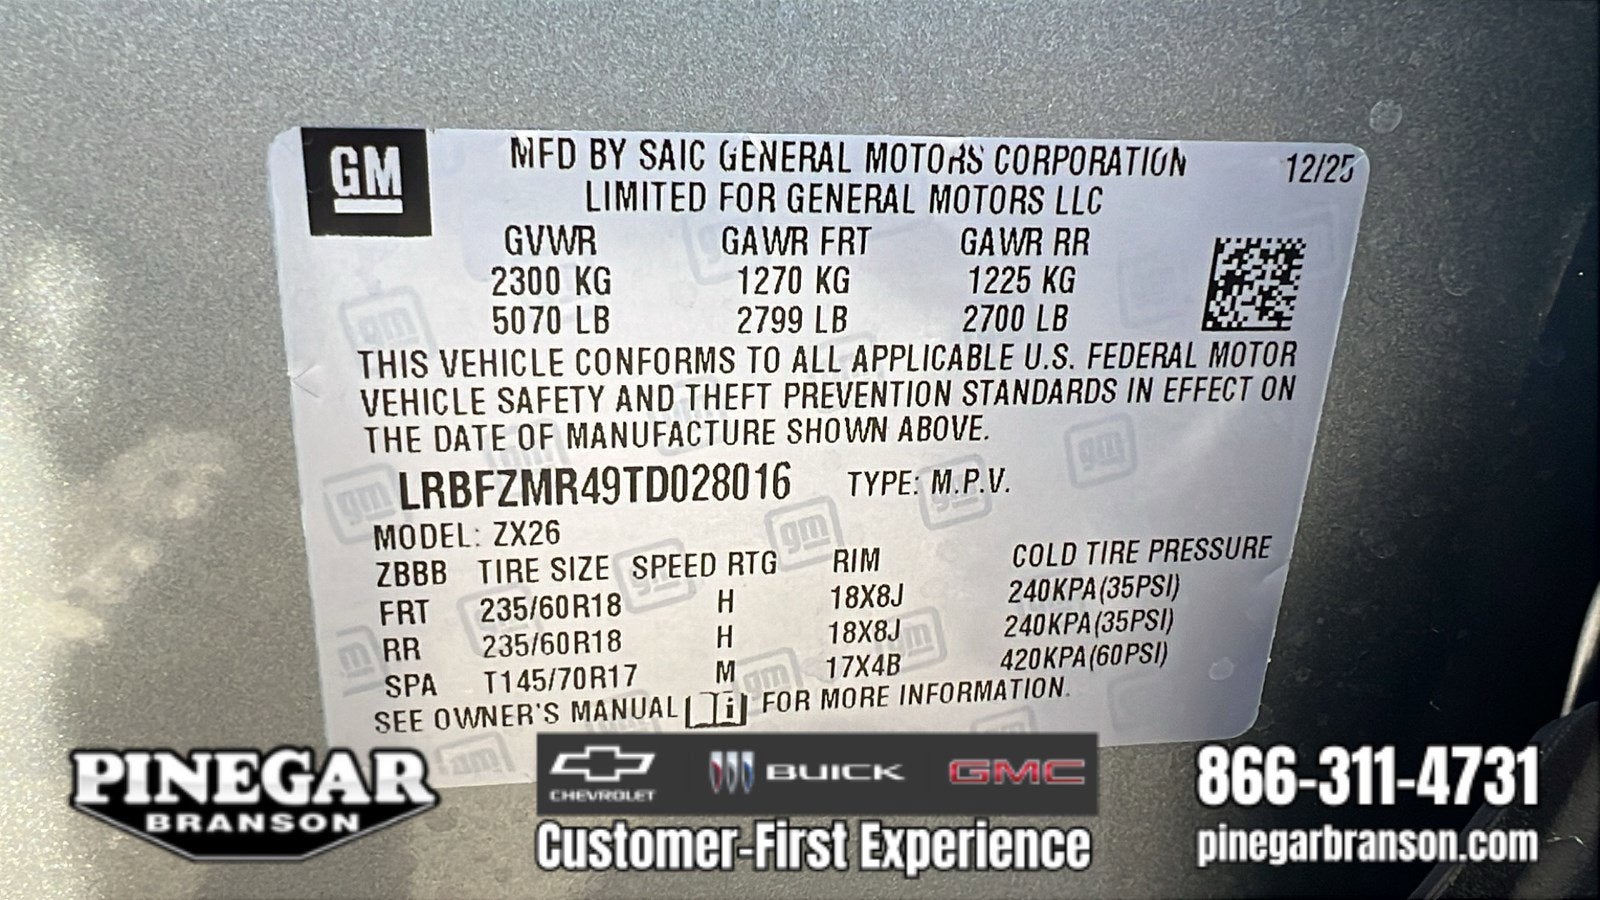 GM
MFD BY SAIC GENERAL MOTORS CORPORATION
LIMITED FOR GENERAL MOTORS LLC
12/25
GVWR GAWR FRT GAWR RR
2300 KG 1270 KG 1225 KG
5070 LB 2799 LB 2700 LB
THIS VEHICLE CONFORMS TO ALL APPLICABLE U.S. FEDERAL MOTOR
VEHICLE SAFETY AND THEFT PREVENTION STANDARDS IN EFFECT ON
THE DATE OF MANUFACTURE SHOWN ABOVE.
LRBFZMR49TD028016 TYPE: M.P.V.
MODEL: ZX26
ZBBB TIRE SIZE SPEED RTG RIM COLD TIRE PRESSURE
FRT 235/60R18 H 18X8J 240KPA(35PSI)
RR 235/60R18 H 18X8J 240KPA(35PSI)
SPA T145/70R17 M 17X4B 420KPA(60PSI)
SEE OWNER'S MANUAL i FOR MORE INFORMATION.
PINEGAR
BRANSON
CHEVROLET BUICK GMC
Customer-First Experience
866-311-4731
pinegarbranson.com